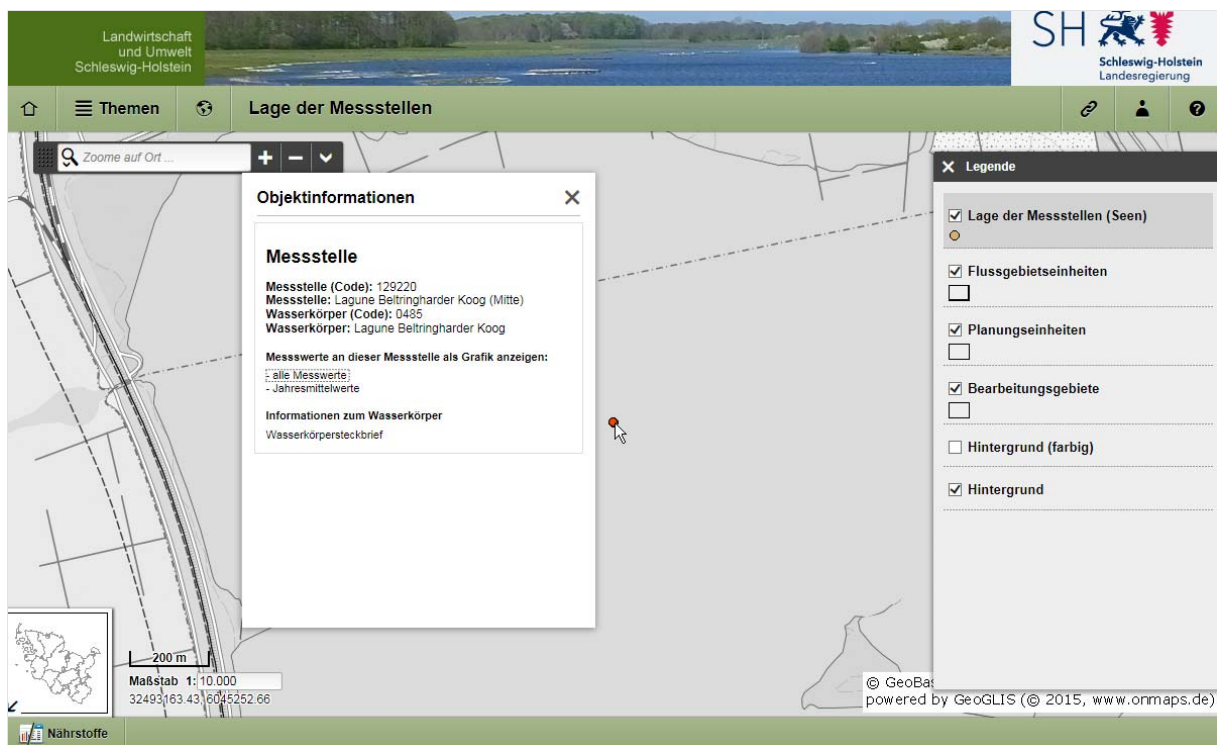 Landwirtschaft
und Umwelt
Schleswig-Holstein
SH
Schleswig-Holstein
Landesregierung
Themen
Lage der Messstellen
Zoome auf Ort ...
Objektinformationen
Messstelle
Messstelle (Code): 129220
Messstelle: Lagune Beltringharder Koog (Mitte)
Wasserkörper (Code): 0485
Wasserkörper: Lagune Beltringharder Koog
Messswerte an dieser Messstelle als Grafik anzeigen:
- alle Messwerte
- Jahresmittelwerte
Informationen zum Wasserkörper
Wasserkörpersteckbrief
Legende
Lage der Messstellen (Seen)
Flussgebietseinheiten
Planungseinheiten
Bearbeitungsgebiete
Hintergrund (farbig)
Hintergrund
200 m
Maßstab 1: 10.000
32493163.43, 6045252.66
© GeoBas
powered by GeoGLIS (© 2015, www.onmaps.de)
Nährstoffe